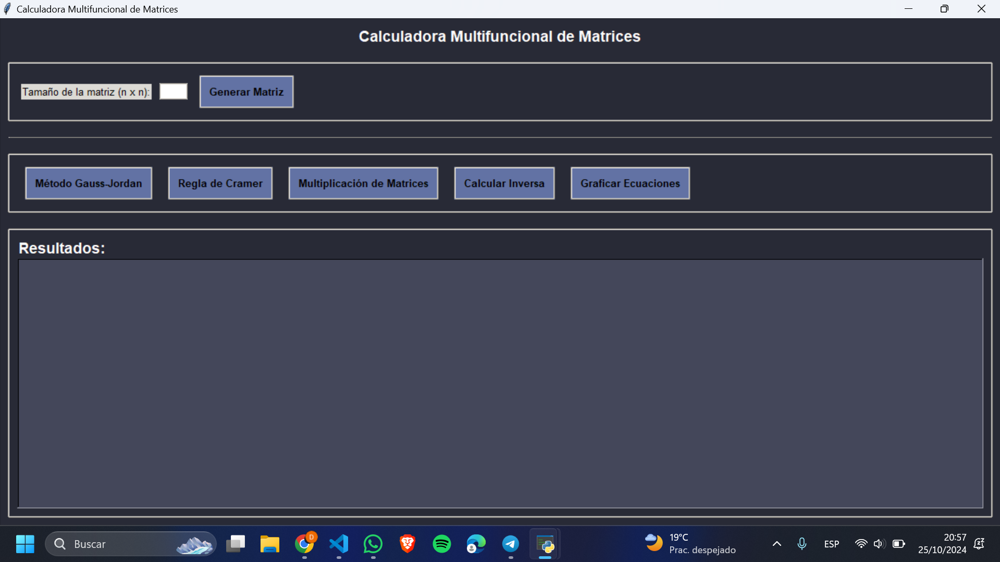 Calculadora Multifuncional de Matrices
Calculadora Multifuncional de Matrices
Tamaño de la matriz (n x n):
Generar Matriz
Método Gauss-Jordan
Regla de Cramer
Multiplicación de Matrices
Calcular Inversa
Graficar Ecuaciones
Resultados:
Buscar
D
19°C
Prac. despejado
ESP
20:57
25/10/2024